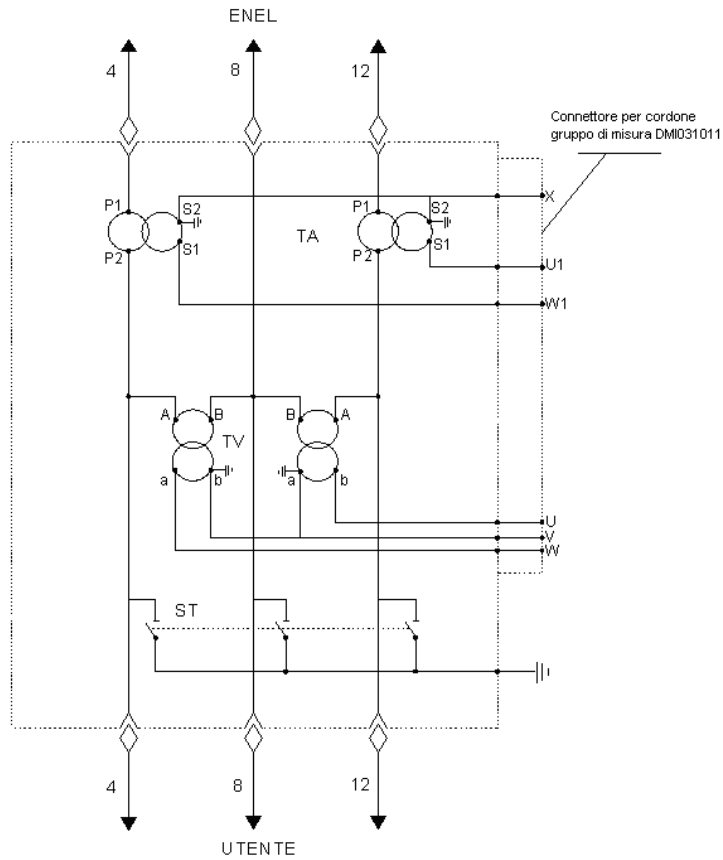 ENEL
4
8
12
Connettore per cordone
gruppo di misura DMI031011
P1
S2
S1
P2
TA
P1
S2
S1
P2
X
U1
W1
A
B
B
A
TV
a
b
a
b
U
V
W
ST
4
8
12
UTENTE